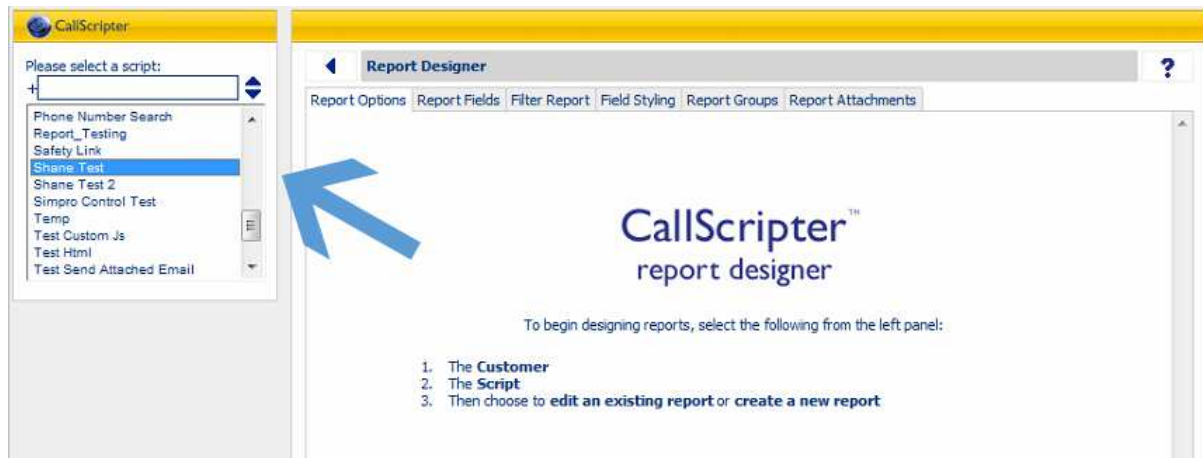 CallScripter
Please select a script:
+
Phone Number Search
Report_Testing
Safety Link
Shane Test
Shane Test 2
Simpro Control Test
Temp
Test Custom Js
Test Html
Test Send Attached Email
Report Designer
?
Report Options Report Fields Filter Report Field Styling Report Groups Report Attachments
CallScripter™
report designer
To begin designing reports, select the following from the left panel:
1. The Customer
2. The Script
3. Then choose to edit an existing report or create a new report